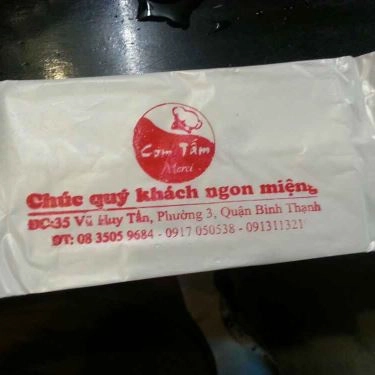 Cơm Tấm
Merci
Chúc quý khách ngon miệng
ĐC:35 Vũ Huy Tấn, Phường 3, Quận Bình Thạnh
ĐT: 08 3505 9684 - 0917 050538 - 091311321